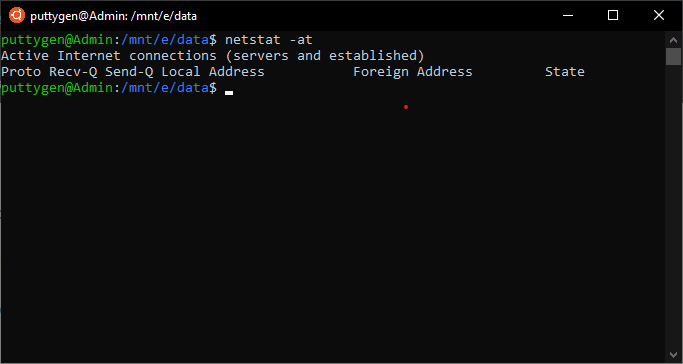 puttygen@Admin: /mnt/e/data
puttygen@Admin:/mnt/e/data$ netstat -at
Active Internet connections (servers and established)
Proto Recv-Q Send-Q Local Address           Foreign Address         State
puttygen@Admin:/mnt/e/data$